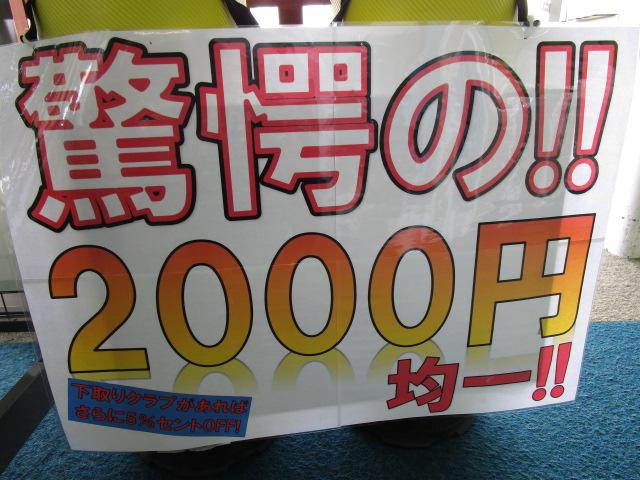 驚愕の!!
2000円
均一!!
下取りクラブがあれば
さらに5%セントOFF!